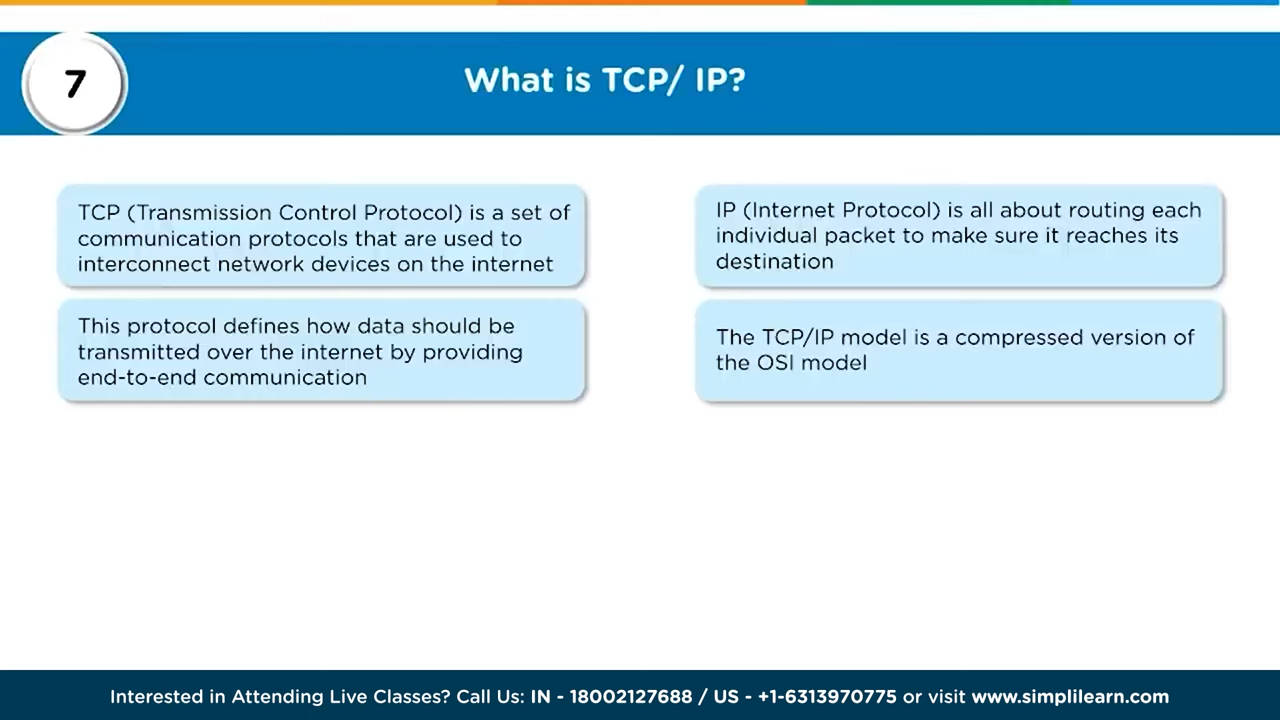 7
What is TCP/ IP?
TCP (Transmission Control Protocol) is a set of
communication protocols that are used to
interconnect network devices on the internet
This protocol defines how data should be
transmitted over the internet by providing
end-to-end communication
IP (Internet Protocol) is all about routing each
individual packet to make sure it reaches its
destination
The TCP/IP model is a compressed version of
the OSI model
Interested in Attending Live Classes? Call Us: IN - 18002127688 / US - +1-6313970775 or visit www.simplilearn.com